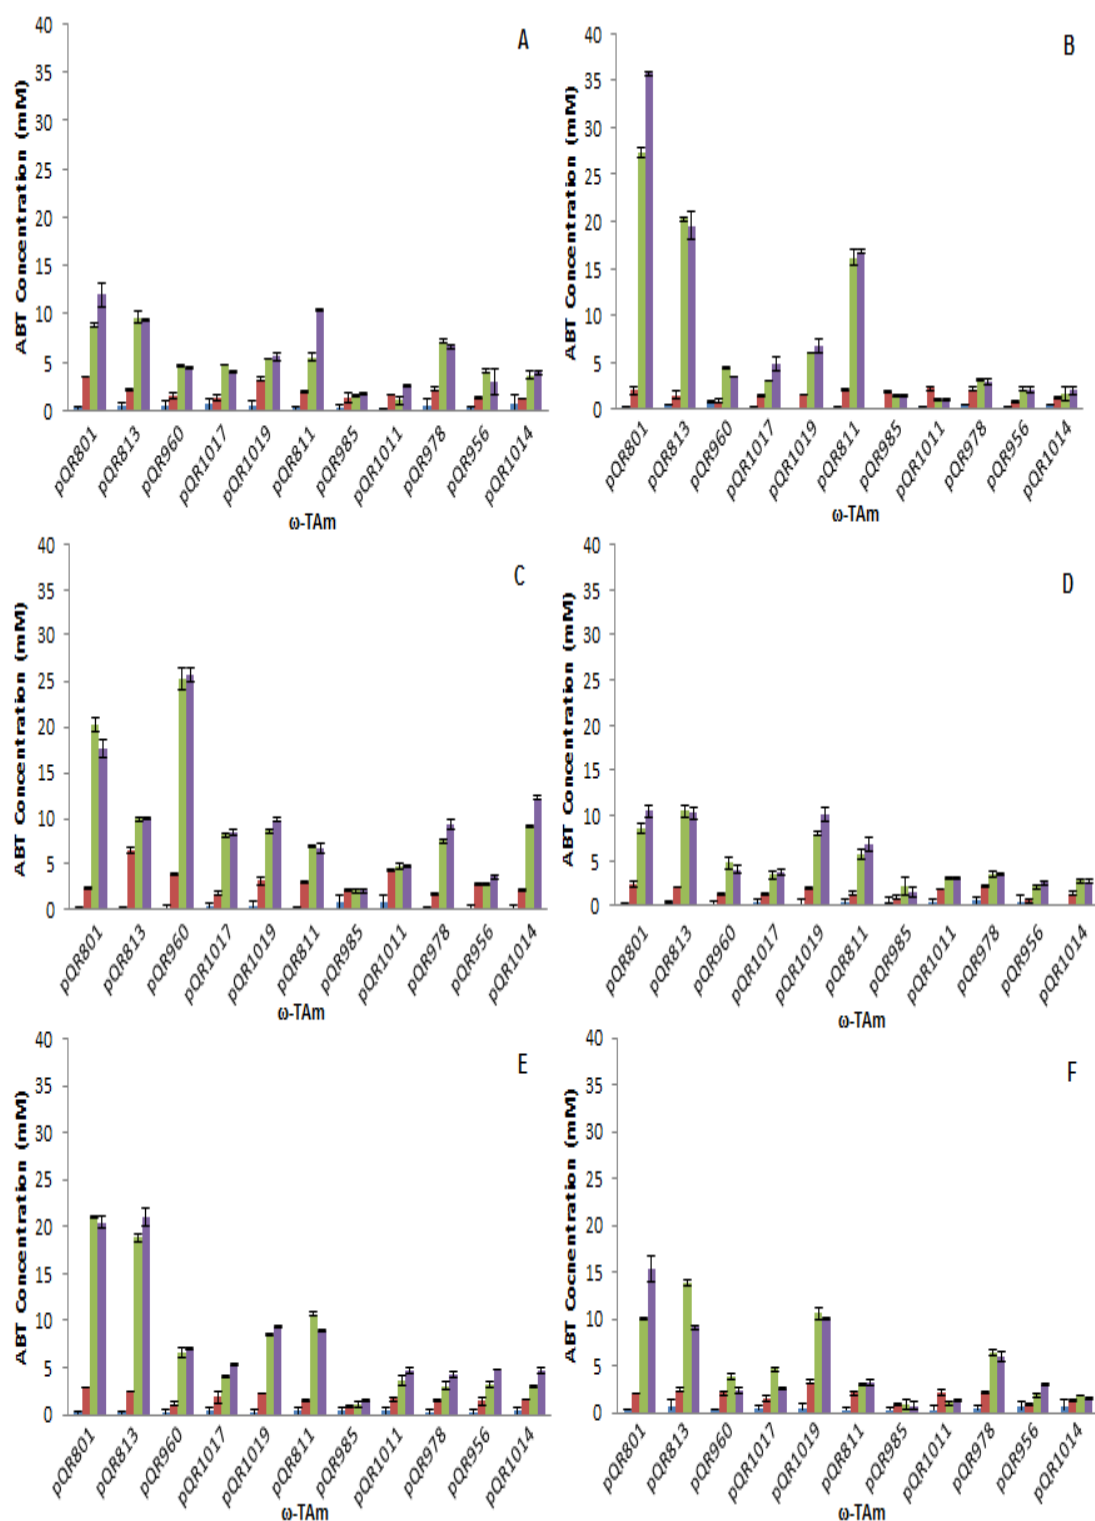 A
ABT Concentration (mM)
40
35
30
25
20
15
10
5
0
pQR801
pQR813
pQR960
pQR1017
pQR1019
pQR811
pQR985
pQR1011
pQR978
pQR956
pQR1014
ω-TAm
B
ABT Concentration (mM)
40
35
30
25
20
15
10
5
0
pQR801
pQR813
pQR960
pQR1017
pQR1019
pQR811
pQR985
pQR1011
pQR978
pQR956
pQR1014
ω-TAm
C
ABT Concentration (mM)
40
35
30
25
20
15
10
5
0
pQR801
pQR813
pQR960
pQR1017
pQR1019
pQR811
pQR985
pQR1011
pQR978
pQR956
pQR1014
ω-TAm
D
ABT Concentration (mM)
40
35
30
25
20
15
10
5
0
pQR801
pQR813
pQR960
pQR1017
pQR1019
pQR811
pQR985
pQR1011
pQR978
pQR956
pQR1014
ω-TAm
E
ABT Concentration (mM)
40
35
30
25
20
15
10
5
0
pQR801
pQR813
pQR960
pQR1017
pQR1019
pQR811
pQR985
pQR1011
pQR978
pQR956
pQR1014
ω-TAm
F
ABT Cocnentration (mM)
40
35
30
25
20
15
10
5
0
pQR801
pQR813
pQR960
pQR1017
pQR1019
pQR811
pQR985
pQR1011
pQR978
pQR956
pQR1014
ω-TAm